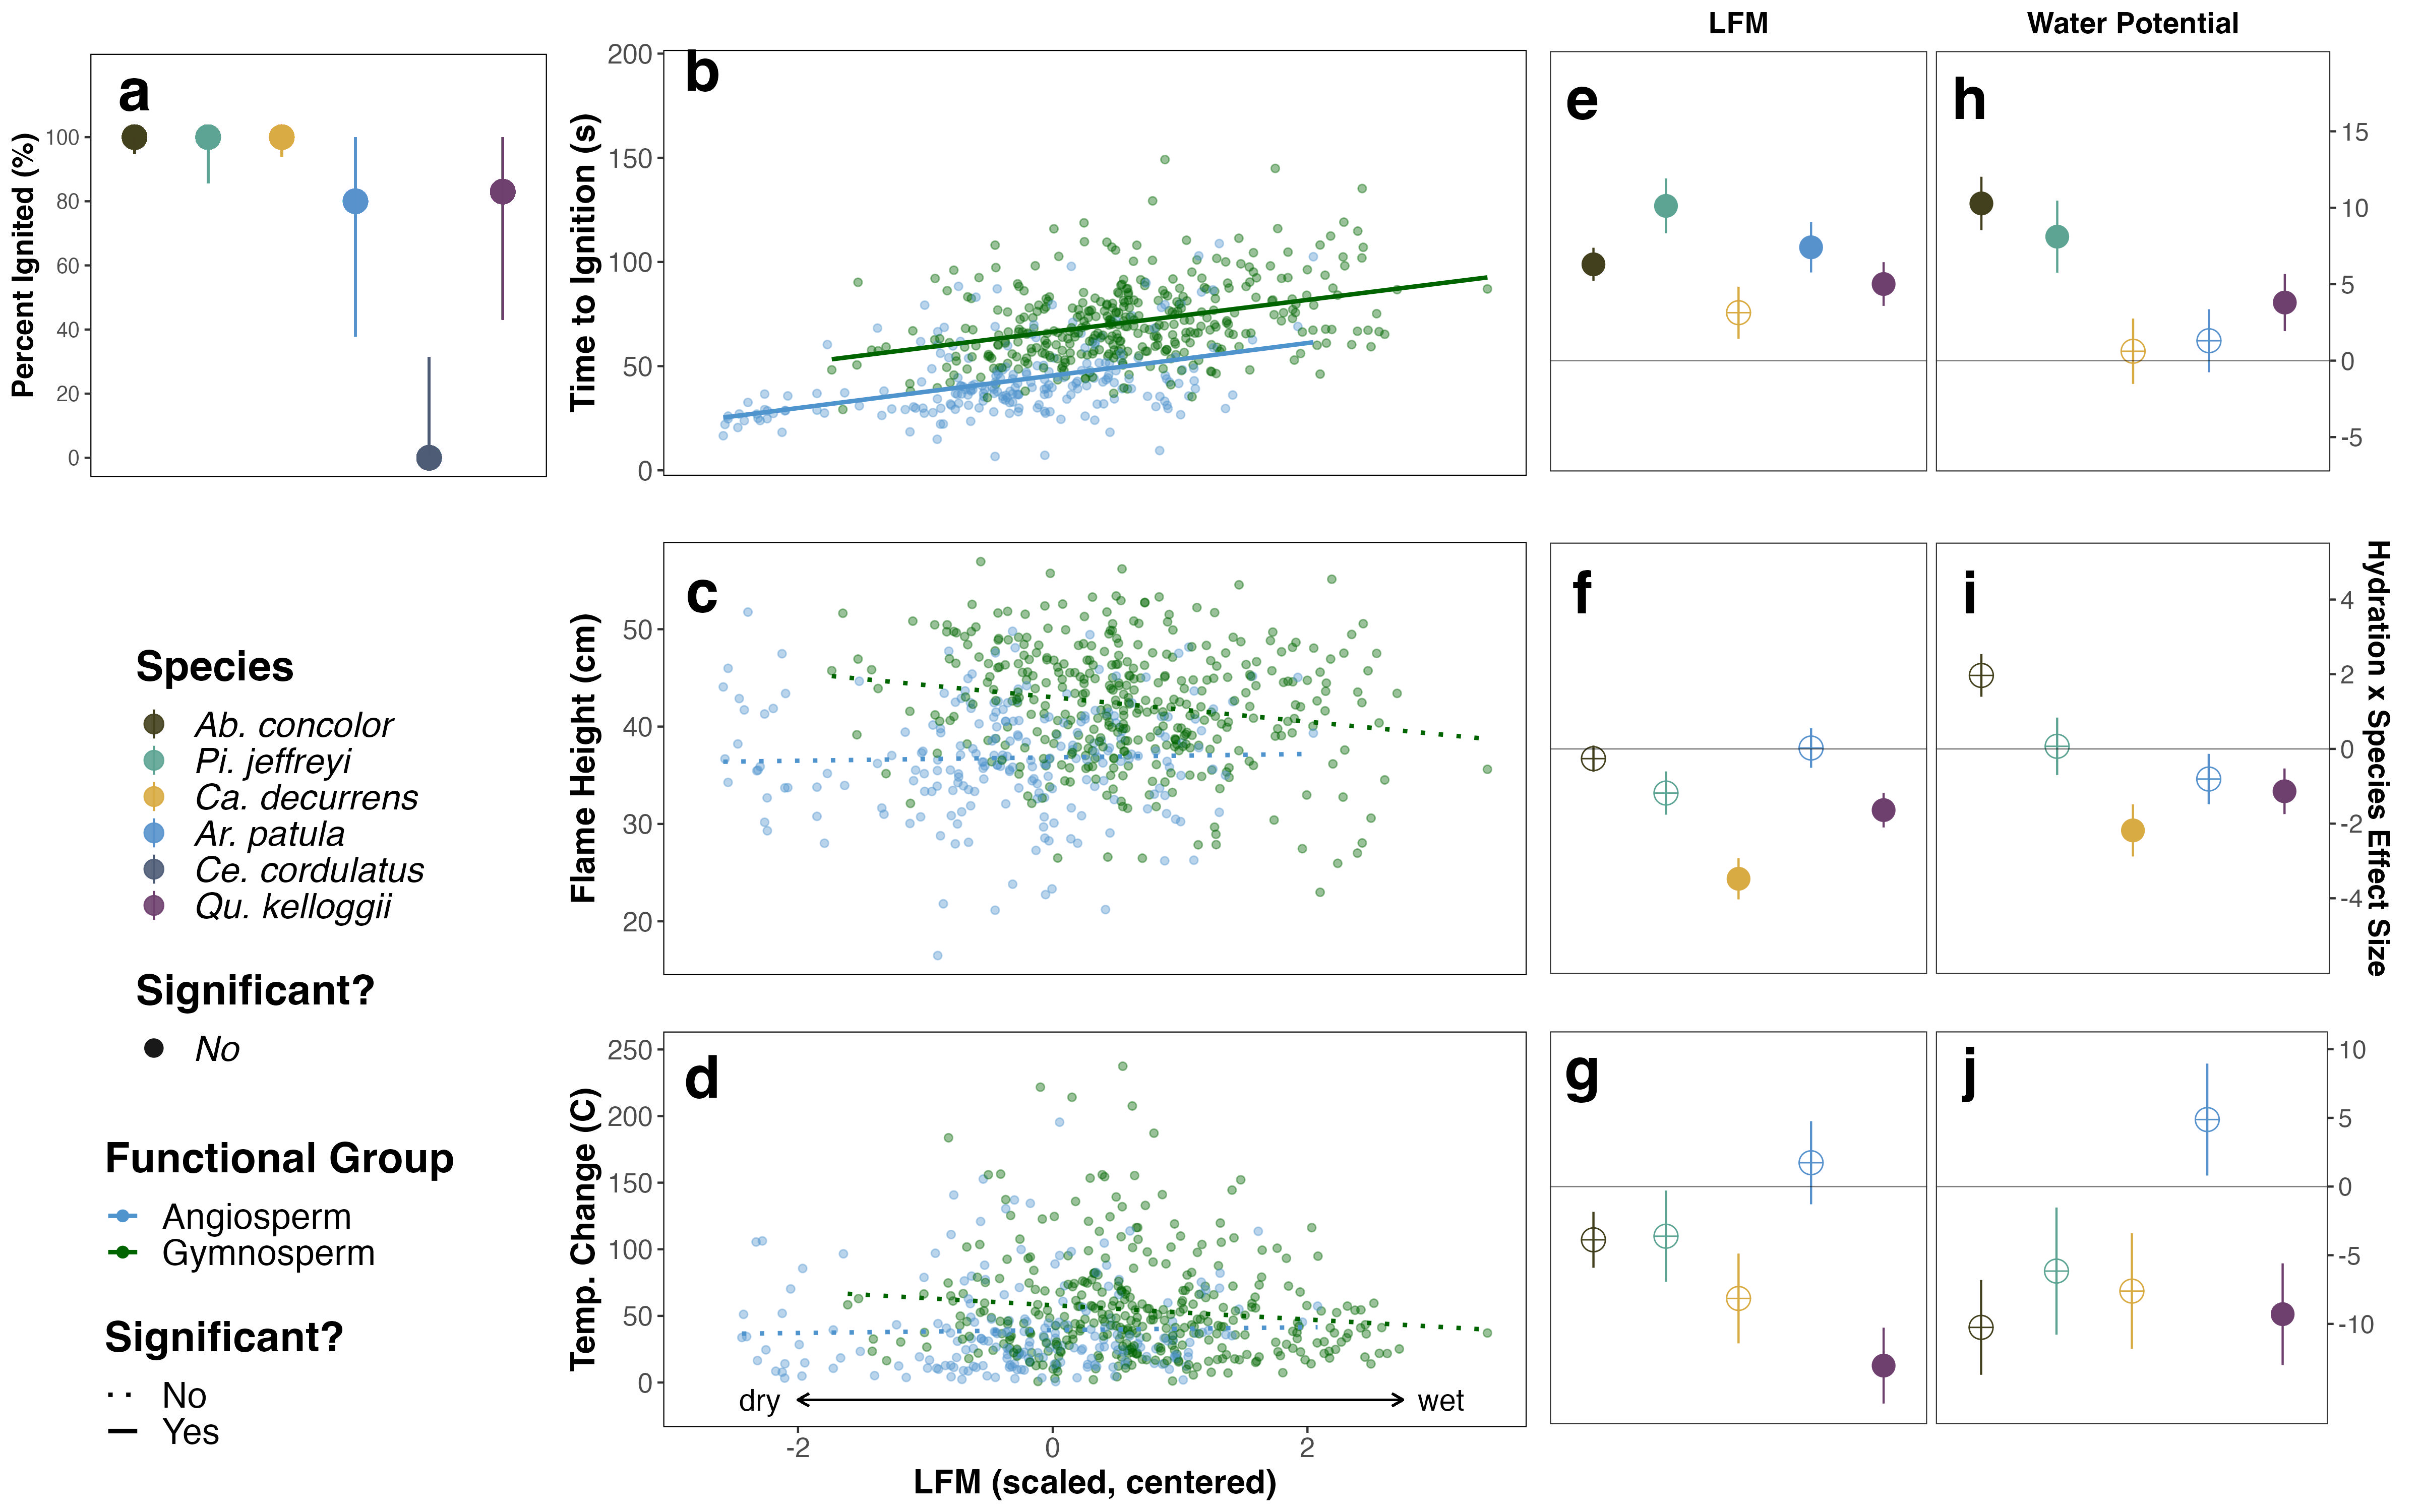 LFM
Water Potential
a
Percent Ignited (%)
100
80
60
40
20
0
b
Time to Ignition (s)
200
150
100
50
0
e
h
15
10
5
0
-5
c
Flame Height (cm)
50
40
30
20
f
i
4
2
0
-2
-4
Hydration x Species Effect Size
Species
Ab. concolor
Pi. jeffreyi
Ca. decurrens
Ar. patula
Ce. cordulatus
Qu. kelloggii
Significant?
No
Functional Group
Angiosperm
Gymnosperm
Significant?
No
Yes
d
Temp. Change (C)
250
200
150
100
50
0
dry
wet
-2
0
2
LFM (scaled, centered)
g
j
10
5
0
-5
-10